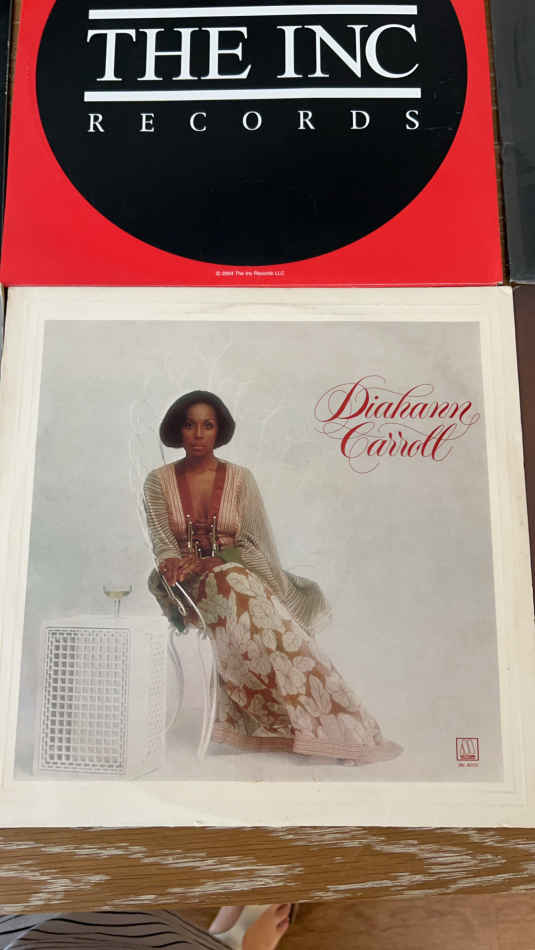 THE INC
RECORDS
© 2004 The Inc Records LLC
Diahann
Carroll